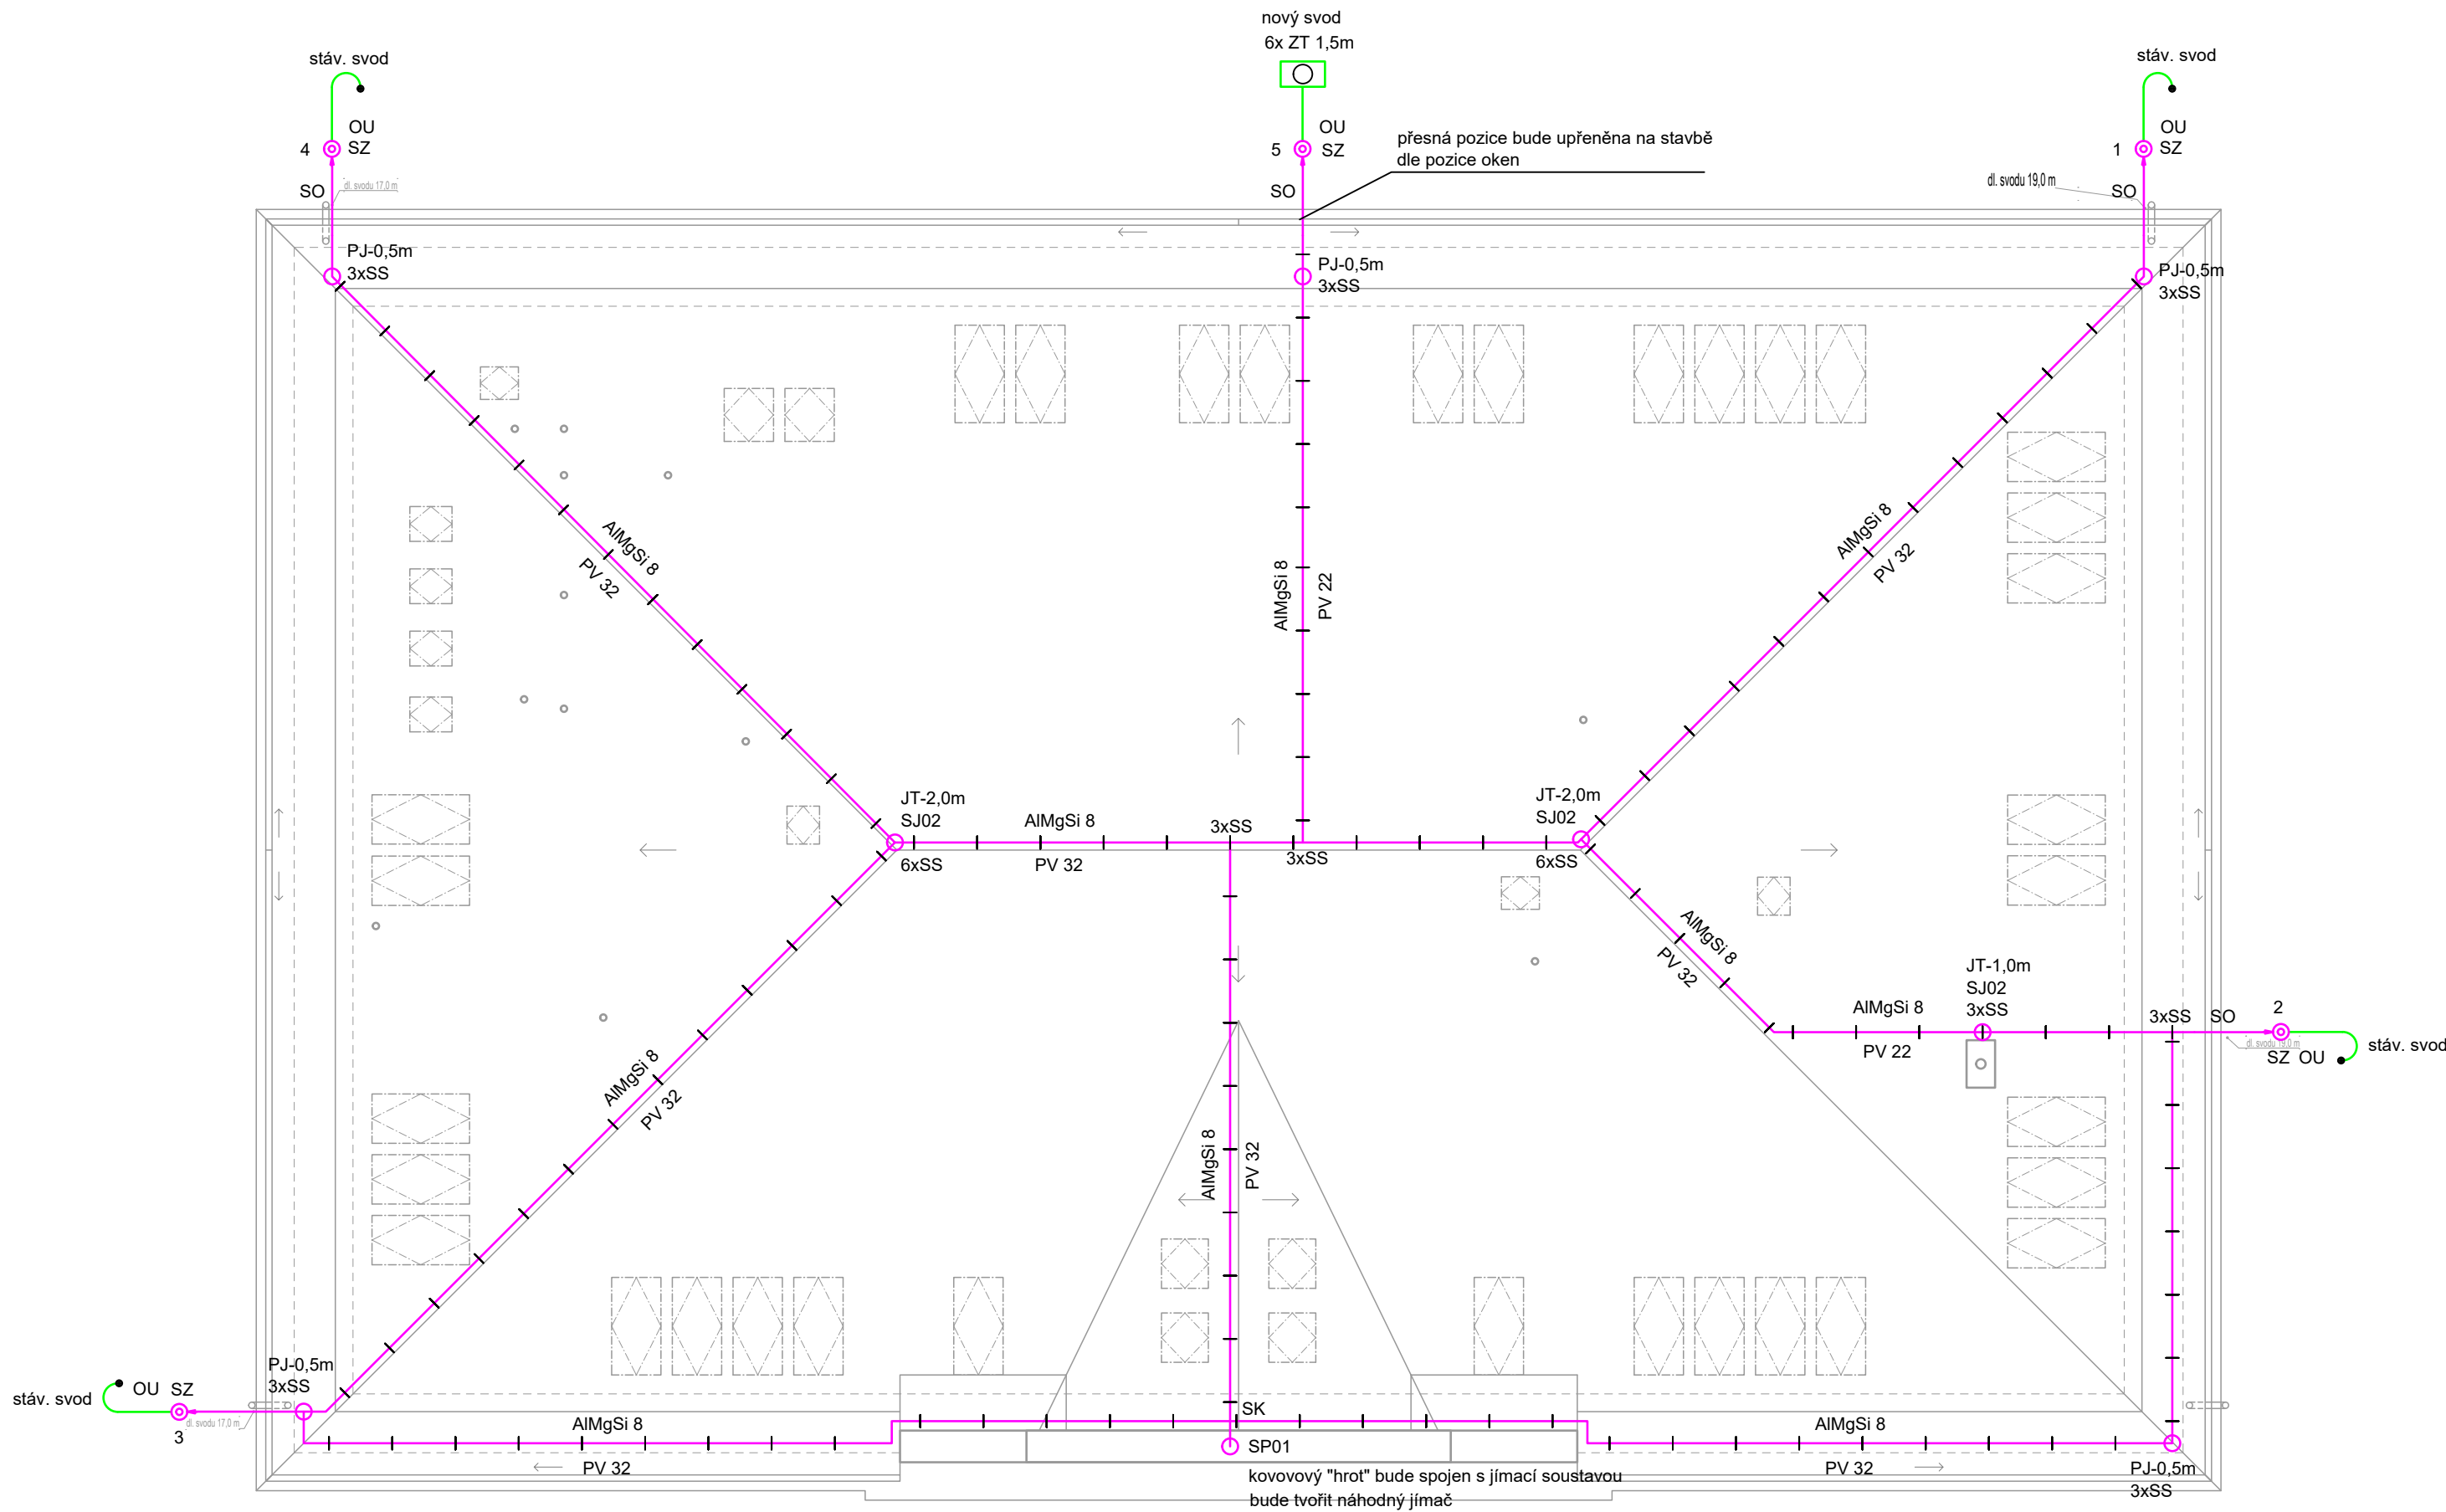 nový svod
6x ZT 1,5m
stáv. svod
stáv. svod
OU
SZ
4
OU
SZ
5
OU
SZ
1
přesná pozice bude upřeněna na stavbě
dle pozice oken
SO
dl. svodu 17,0 m
SO
dl. svodu 19,0 m
SO
PJ-0,5m
3xSS
PJ-0,5m
3xSS
PJ-0,5m
3xSS
AlMgSi 8
PV 32
AlMgSi 8
PV 22
AlMgSi 8
PV 32
JT-2,0m
SJ02
6xSS
AlMgSi 8
PV 32
3xSS
3xSS
JT-2,0m
SJ02
6xSS
AlMgSi 8
PV 32
JT-1,0m
SJ02
3xSS
AlMgSi 8
PV 22
3xSS
SO
2
dl. svodu 19,0 m
SZ OU
stáv. svod
AlMgSi 8
PV 32
AlMgSi 8
PV 32
PJ-0,5m
3xSS
stáv. svod
OU SZ
dl. svodu 17,0 m
3
AlMgSi 8
PV 32
SK
SP01
AlMgSi 8
PV 32
PJ-0,5m
3xSS
kovovový "hrot" bude spojen s jímací soustavou
bude tvořit náhodný jímač